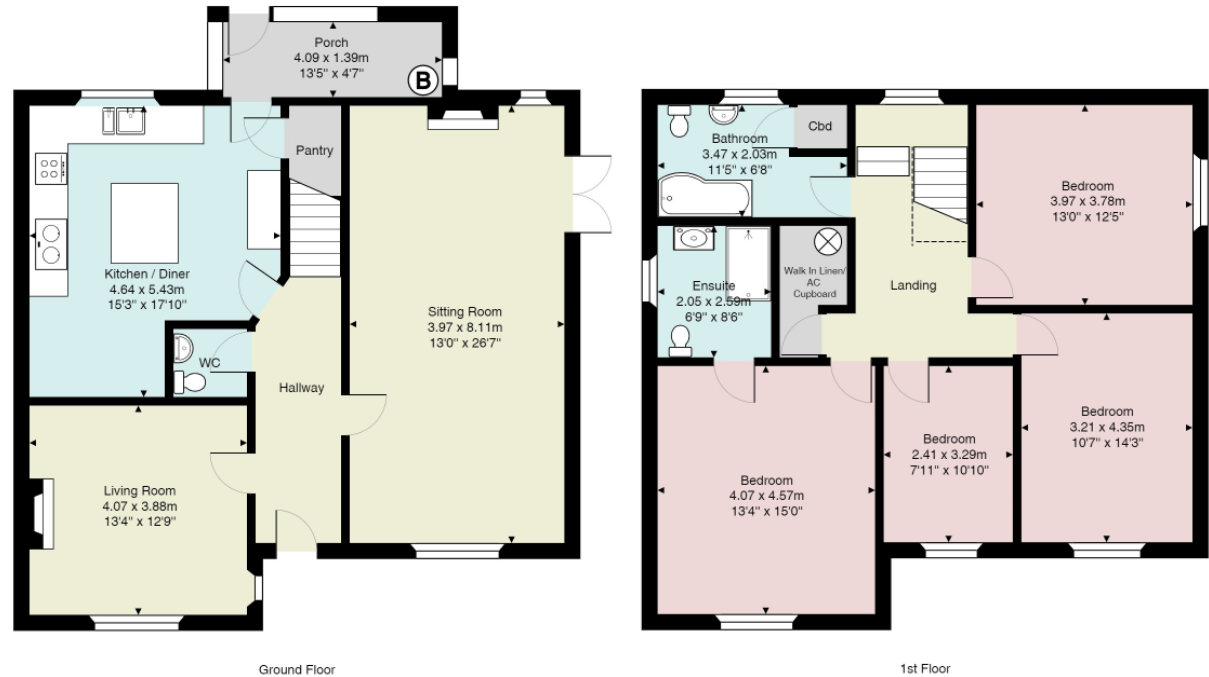 Porch
4.09 x 1.39m
13'5" x 4'7"
B
Pantry
Kitchen / Diner
4.64 x 5.43m
15'3" x 17'10"
WC
Hallway
Sitting Room
3.97 x 8.11m
13'0" x 26'7"
Living Room
4.07 x 3.88m
13'4" x 12'9"
Ground Floor
Bathroom
3.47 x 2.03m
11'5" x 6'8"
Cbd
Bedroom
3.97 x 3.78m
13'0" x 12'5"
Ensuite
2.05 x 2.59m
6'9" x 8'6"
Walk In Linen/
AC
Cupboard
Landing
Bedroom
4.07 x 4.57m
13'4" x 15'0"
Bedroom
2.41 x 3.29m
7'11" x 10'10"
Bedroom
3.21 x 4.35m
10'7" x 14'3"
1st Floor